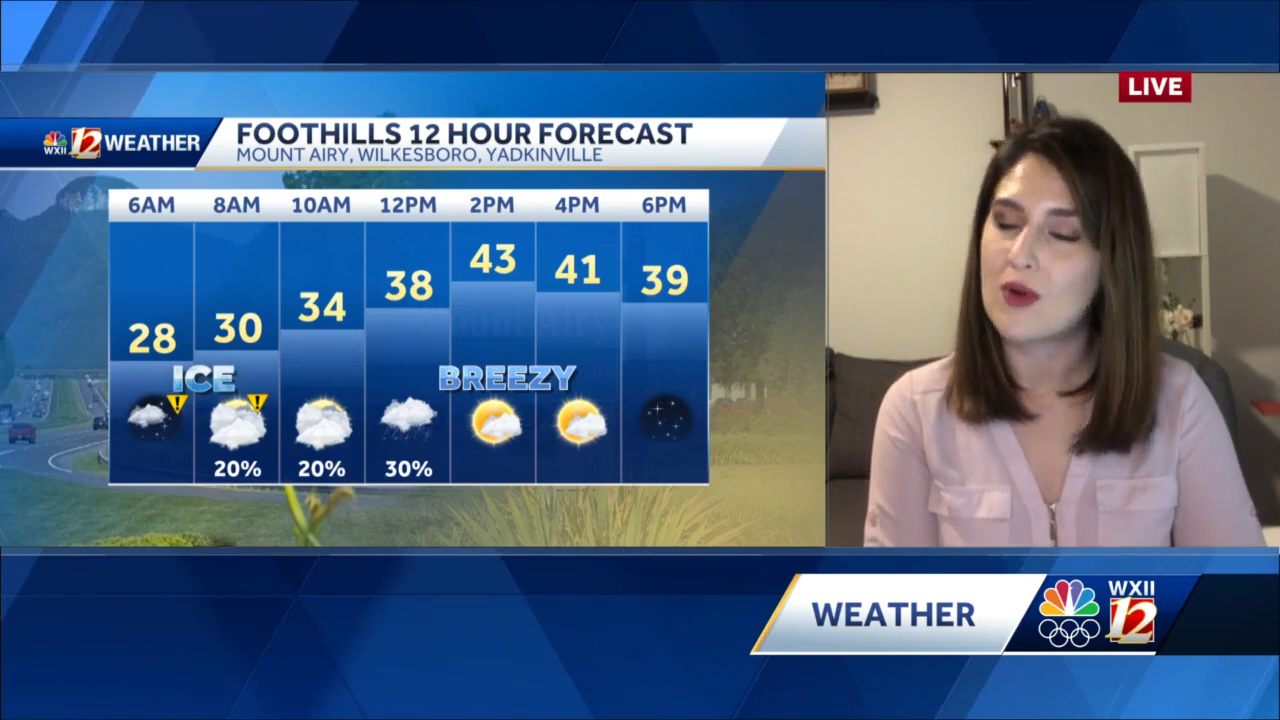 LIVE
WXII 12 WEATHER
FOOTHILLS 12 HOUR FORECAST
MOUNT AIRY, WILKESBORO, YADKINVILLE
6AM 8AM 10AM 12PM 2PM 4PM 6PM
28 30 34 38 43 41 39
ICE BREEZY
! !
20% 20% 30%
WEATHER
WXII
12